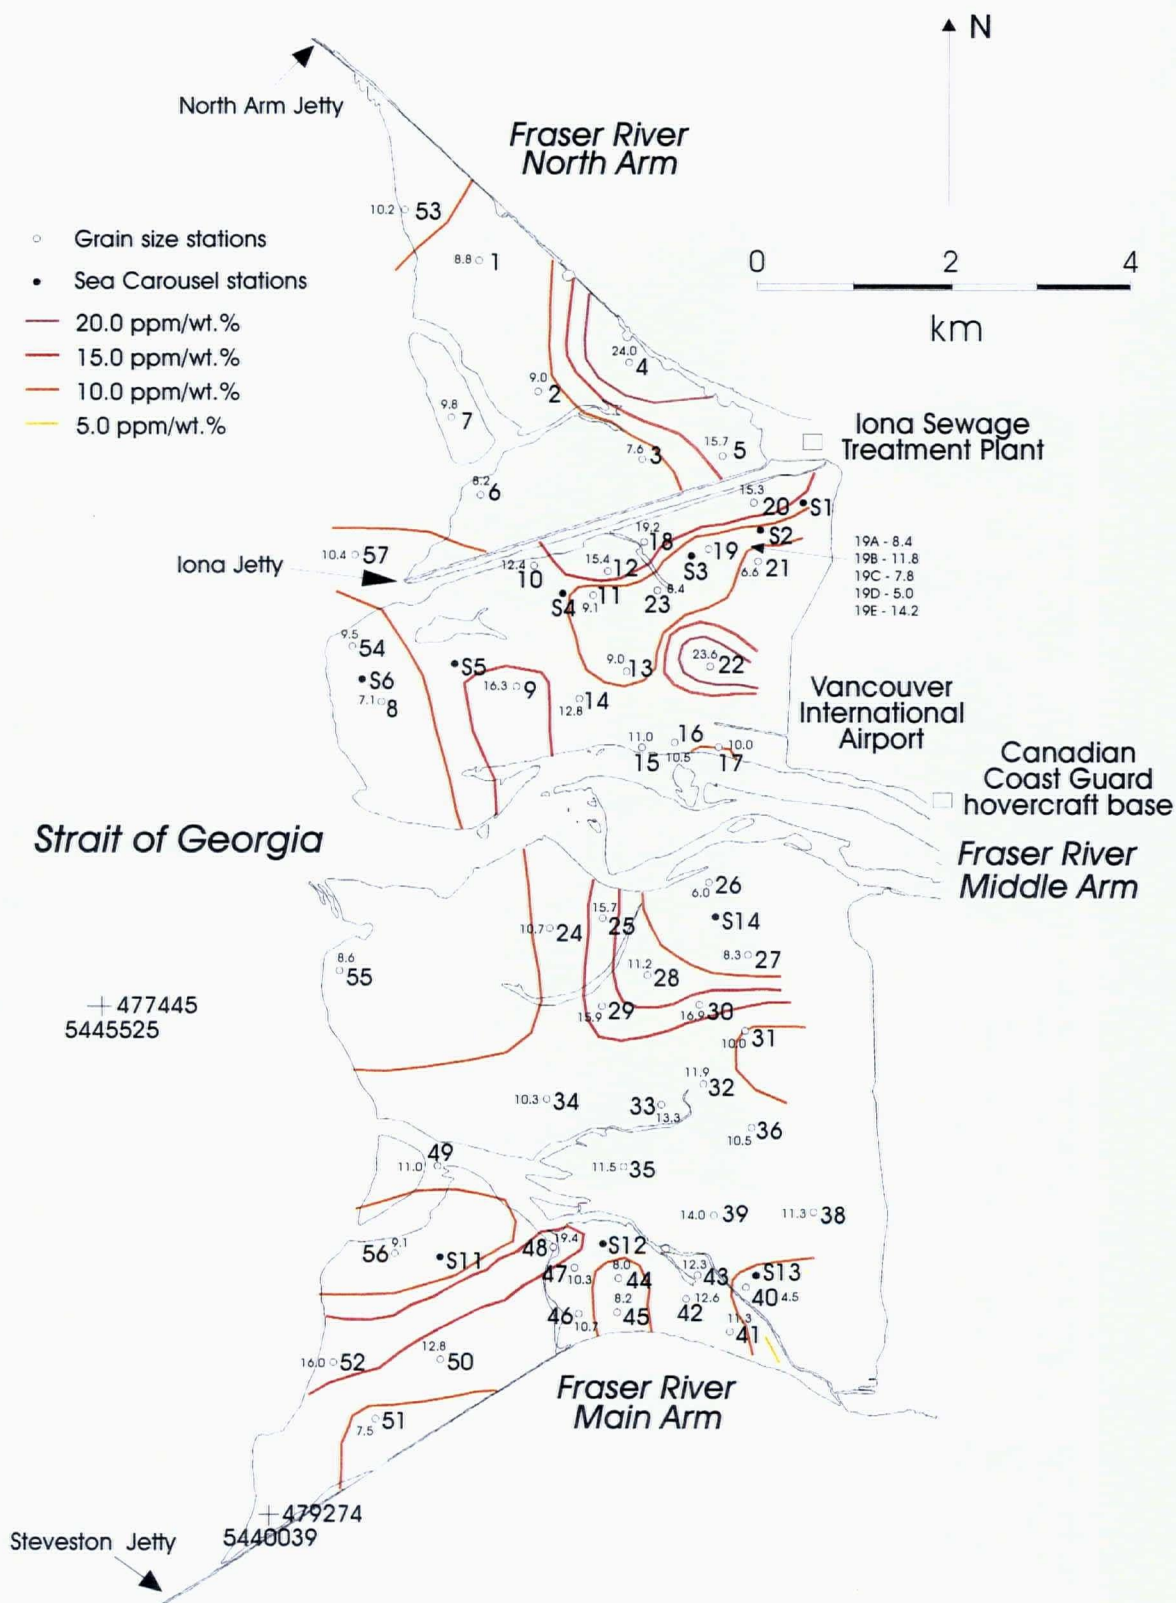 N
North Arm Jetty
Fraser River
North Arm
10.2 53
Grain size stations
Sea Carousel stations
20.0 ppm/wt.%
15.0 ppm/wt.%
10.0 ppm/wt.%
5.0 ppm/wt.%
8.8 1
0 2 4
km
24.0
4
9.0
2
9.8
7
Iona Sewage
Treatment Plant
7.6 3
15.7 5
8.2
6
15.3
20 S1
19.2
18
S2
19
10.4 57
Iona Jetty
12.4
10
15.4
12
S3
6.6
21
19A - 8.4
19B - 11.8
19C - 7.8
19D - 5.0
19E - 14.2
S4 9.1 11
23 8.4
9.5
54
S6
7.1 8
S5
16.3 9
9.0 13
23.6 22
12.8 14
Vancouver
International
Airport
11.0
15
16
10.5
10.0
17
Canadian
Coast Guard
hovercraft base
Strait of Georgia
Fraser River
Middle Arm
26
6.0
15.7
25
S14
10.7 24
8.3 27
8.6
55
11.2
28
477445
5445525
15.9 29
16.9 30
10.0 31
11.9
32
10.3 34
33
13.3
10.5 36
49
11.0
11.5 35
14.0 39
11.3 38
56 9.1
S11
48 19.4
S12
47 10.3
8.0
44
12.3
43
S13
40 4.5
46 10.7
8.2
45
42 12.6
11.3
41
16.0 52
12.8
50
Fraser River
Main Arm
7.5 51
479274
5440039
Steveston Jetty